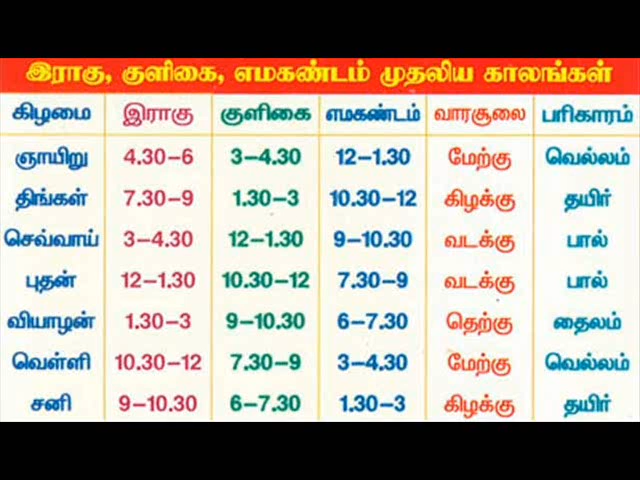 இராகு, குளிகை, எமகண்டம் முதலிய காலங்கள்
கிழமை இராகு குளிகை எமகண்டம் வாரசூலை பரிகாரம்
ஞாயிறு 4.30–6 3–4.30 12–1.30 மேற்கு வெல்லம்
திங்கள் 7.30–9 1.30–3 10.30–12 கிழக்கு தயிர்
செவ்வாய் 3–4.30 12–1.30 9–10.30 வடக்கு பால்
புதன் 12–1.30 10.30–12 7.30–9 வடக்கு பால்
வியாழன் 1.30–3 9–10.30 6–7.30 தெற்கு தைலம்
வெள்ளி 10.30–12 7.30–9 3–4.30 மேற்கு வெல்லம்
சனி 9–10.30 6–7.30 1.30–3 கிழக்கு தயிர்